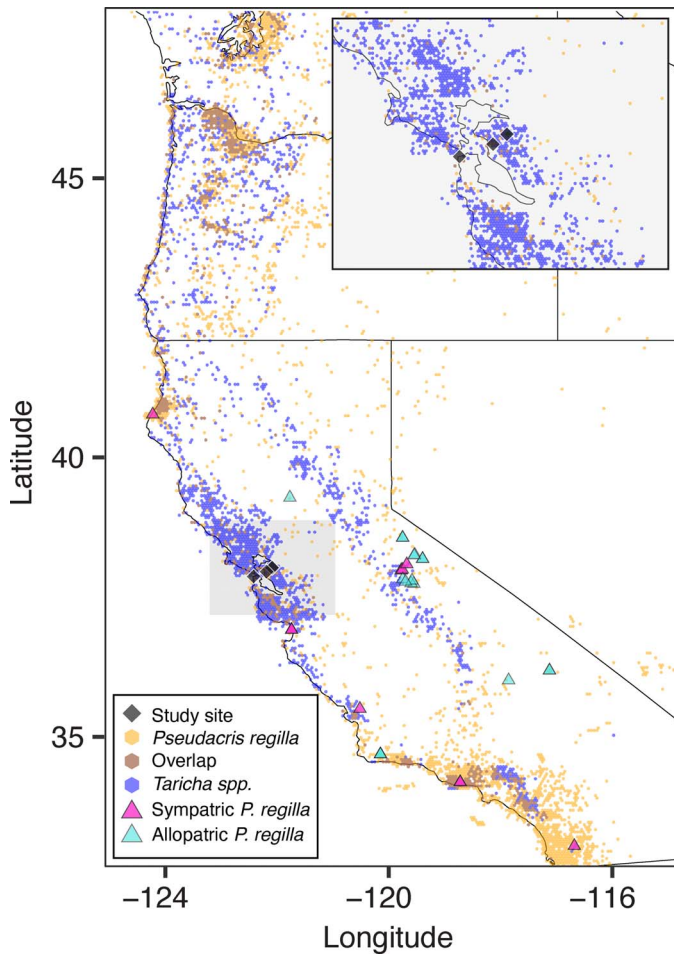 45
40
35
Latitude
Study site
Pseudacris regilla
Overlap
Taricha spp.
Sympatric P. regilla
Allopatric P. regilla
−124
−120
−116
Longitude